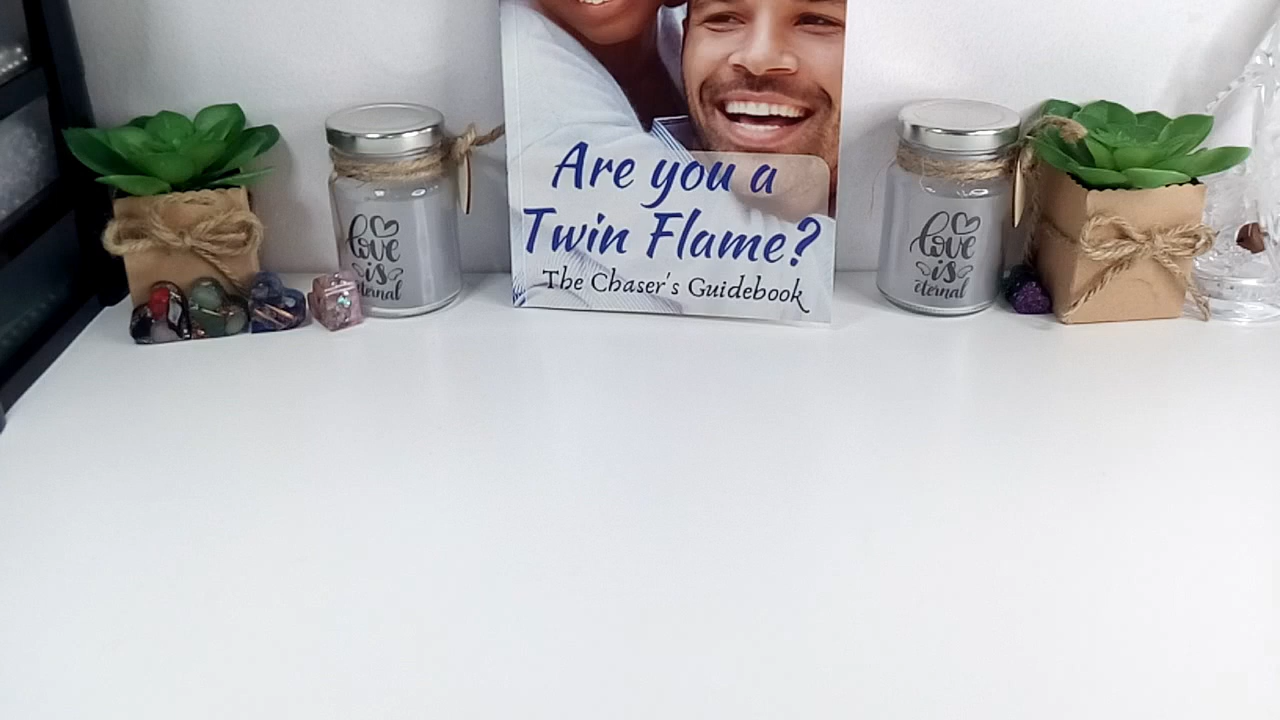 Are you a
Twin Flame?
The Chaser's Guidebook
love
is
eternal
love
is
eternal